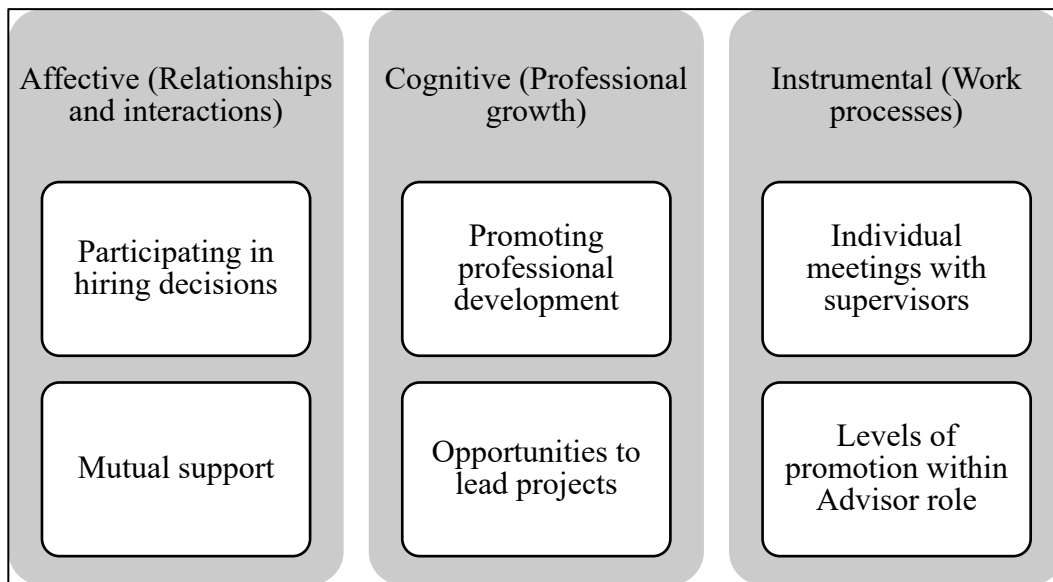 Affective (Relationships
and interactions)
Participating in
hiring decisions
Mutual support
Cognitive (Professional
growth)
Promoting
professional
development
Opportunities to
lead projects
Instrumental (Work
processes)
Individual
meetings with
supervisors
Levels of
promotion within
Advisor role